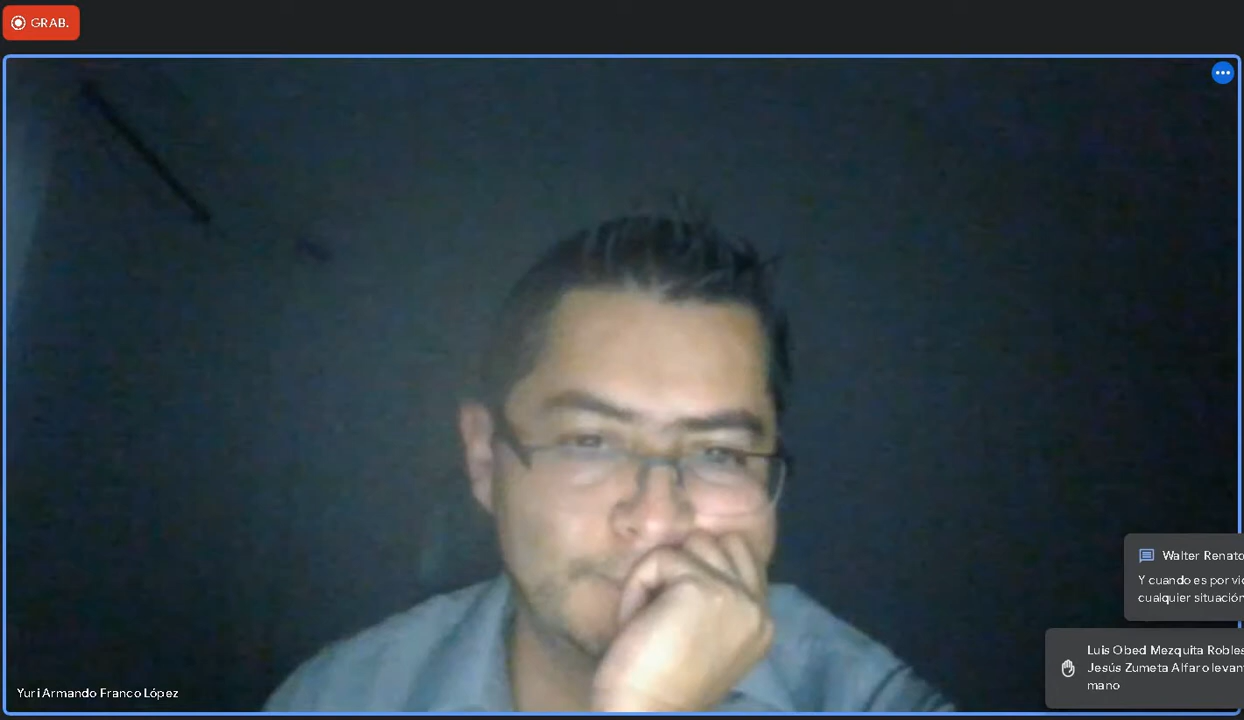 GRAB.
Walter Renato
Y cuando es por
cualquier situación
Luis Obed Mezquita Robles
Jesús Zumeta Alfaro
mano
Yuri Armando Franco López